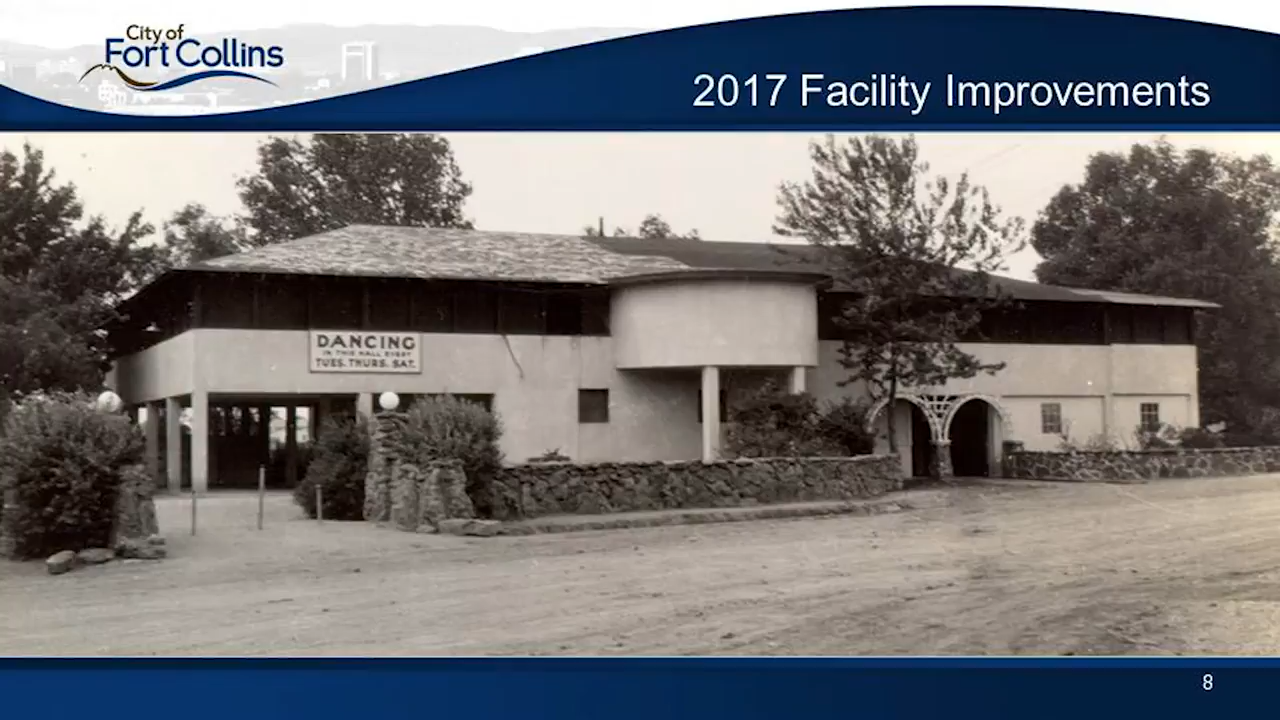 City of
Fort Collins
2017 Facility Improvements
DANCING
IN THIS HALL EVERY
TUES. THURS. SAT.
8